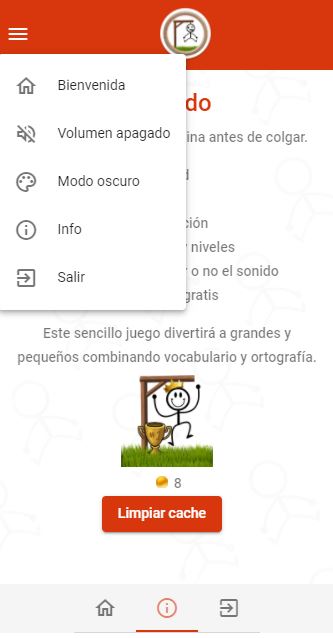 Bienvenida
Volumen apagado
Modo oscuro
Info
Salir
do
ina antes de colgar.
d
ción
y niveles
r o no el sonido
gratis
Este sencillo juego divertirá a grandes y
pequeños combinando vocabulario y ortografía.
8
Limpiar cache